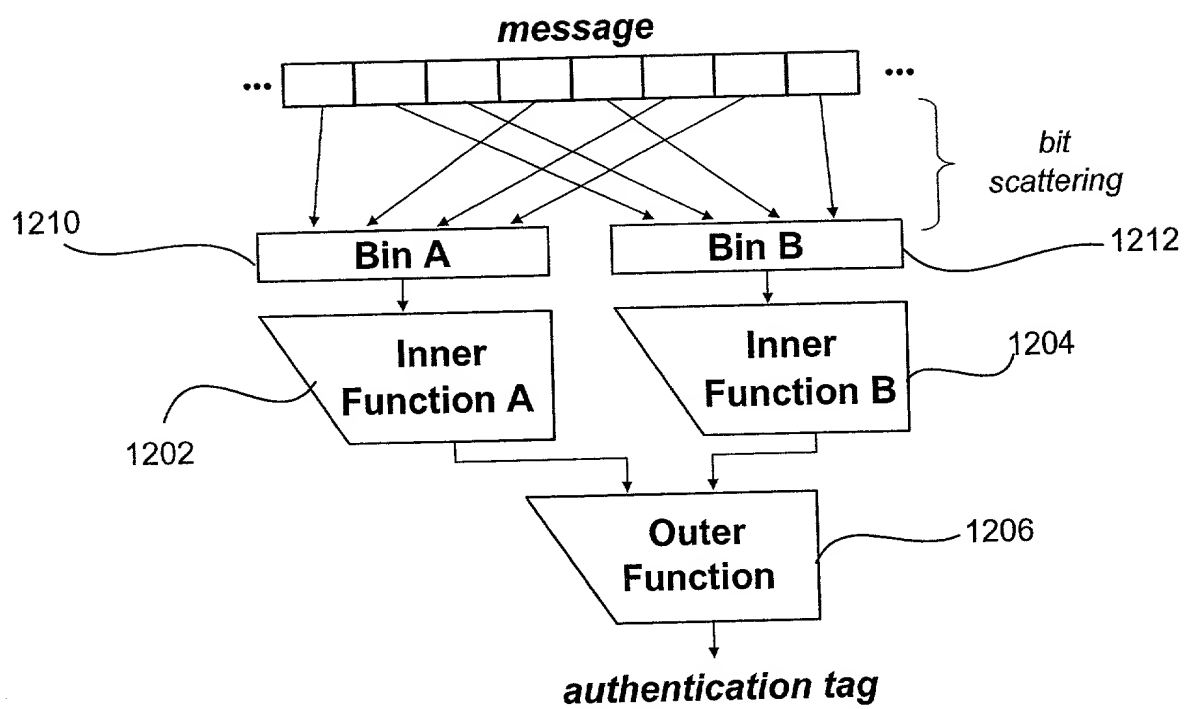 message
... ...
bit
scattering
1210
Bin A
Bin B
1212
Inner
Function A
Inner
Function B
1204
1202
Outer
Function
1206
authentication tag